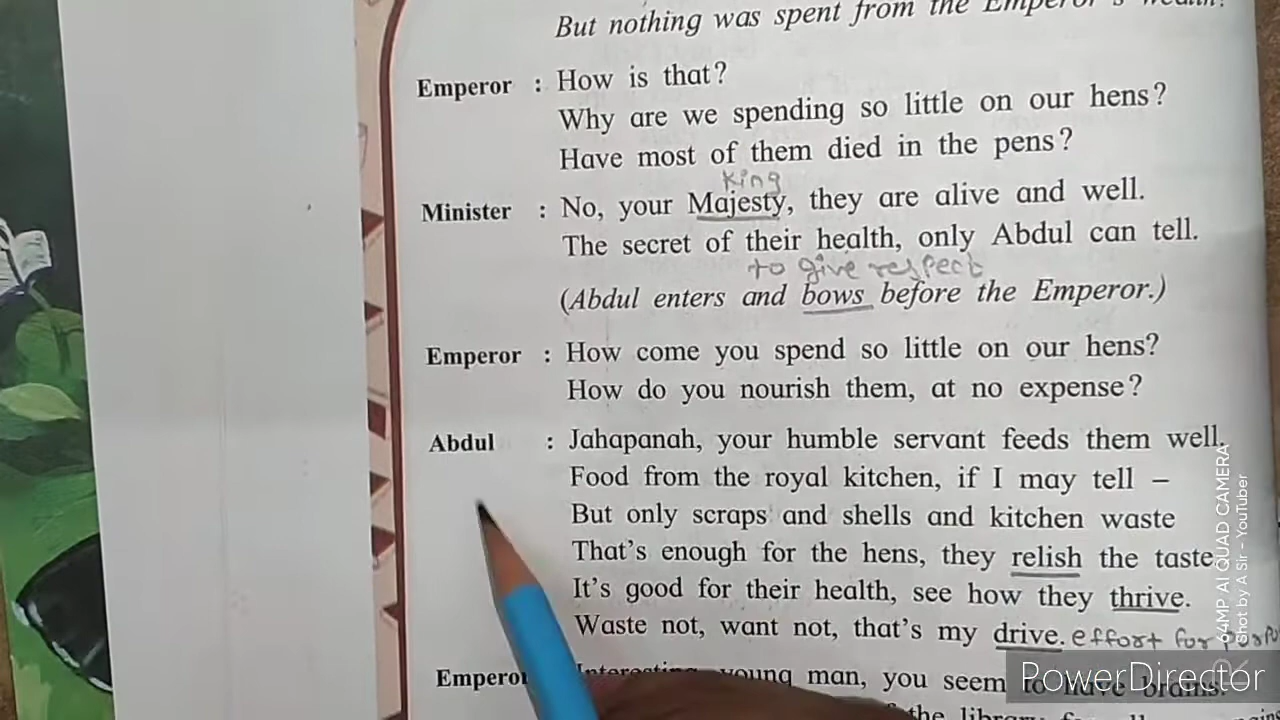 But nothing was spent from the Emperor's wealth!
Emperor : How is that?
Why are we spending so little on our hens?
Have most of them died in the pens?
king
Minister : No, your Majesty, they are alive and well.
The secret of their health, only Abdul can tell.
to give respect
(Abdul enters and bows before the Emperor.)
Emperor : How come you spend so little on our hens?
How do you nourish them, at no expense?
Abdul : Jahapanah, your humble servant feeds them well.
Food from the royal kitchen, if I may tell –
But only scraps and shells and kitchen waste
That's enough for the hens, they relish the taste
It's good for their health, see how they thrive.
Waste not, want not, that's my drive. effort for
Emperor Interesting young man, you seem to have brains.
the library
64MP AI QUAD CAMERA
Shot by A Sir - YouTuber
PowerDirector